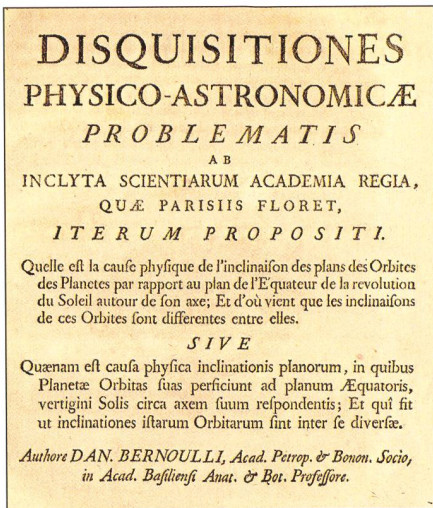 DISQUISITIONES
PHYSICO-ASTRONOMICÆ
PROBLEMATIS
AB
INCLYTA SCIENTIARUM ACADEMIA REGIA,
QUÆ PARISIIS FLORET,
ITERUM PROPOSITI.
Quelle eſt la cauſe phyſique de l'inclinaiſon des plans des Orbites
des Planetes par rapport au plan de l'Equateur de la revolution
du Soleil autour de ſon axe; Et d'où vient que les inclinaiſons
de ces Orbites ſont differentes entre elles.
SIVE
Quænam eſt cauſa phyſica inclinationis planorum, in quibus
Planetæ Orbitas ſuas perficiunt ad planum Æquatoris,
vertigini Solis circa axem ſuum reſpondentis; Et quî fit
ut inclinationes iſtarum Orbitarum ſint inter ſe diverſæ.
Authore DAN. BERNOULLI, Acad. Petrop. & Bonon. Socio,
in Acad. Baſilienſi Anat. & Bot. Profeſſore.